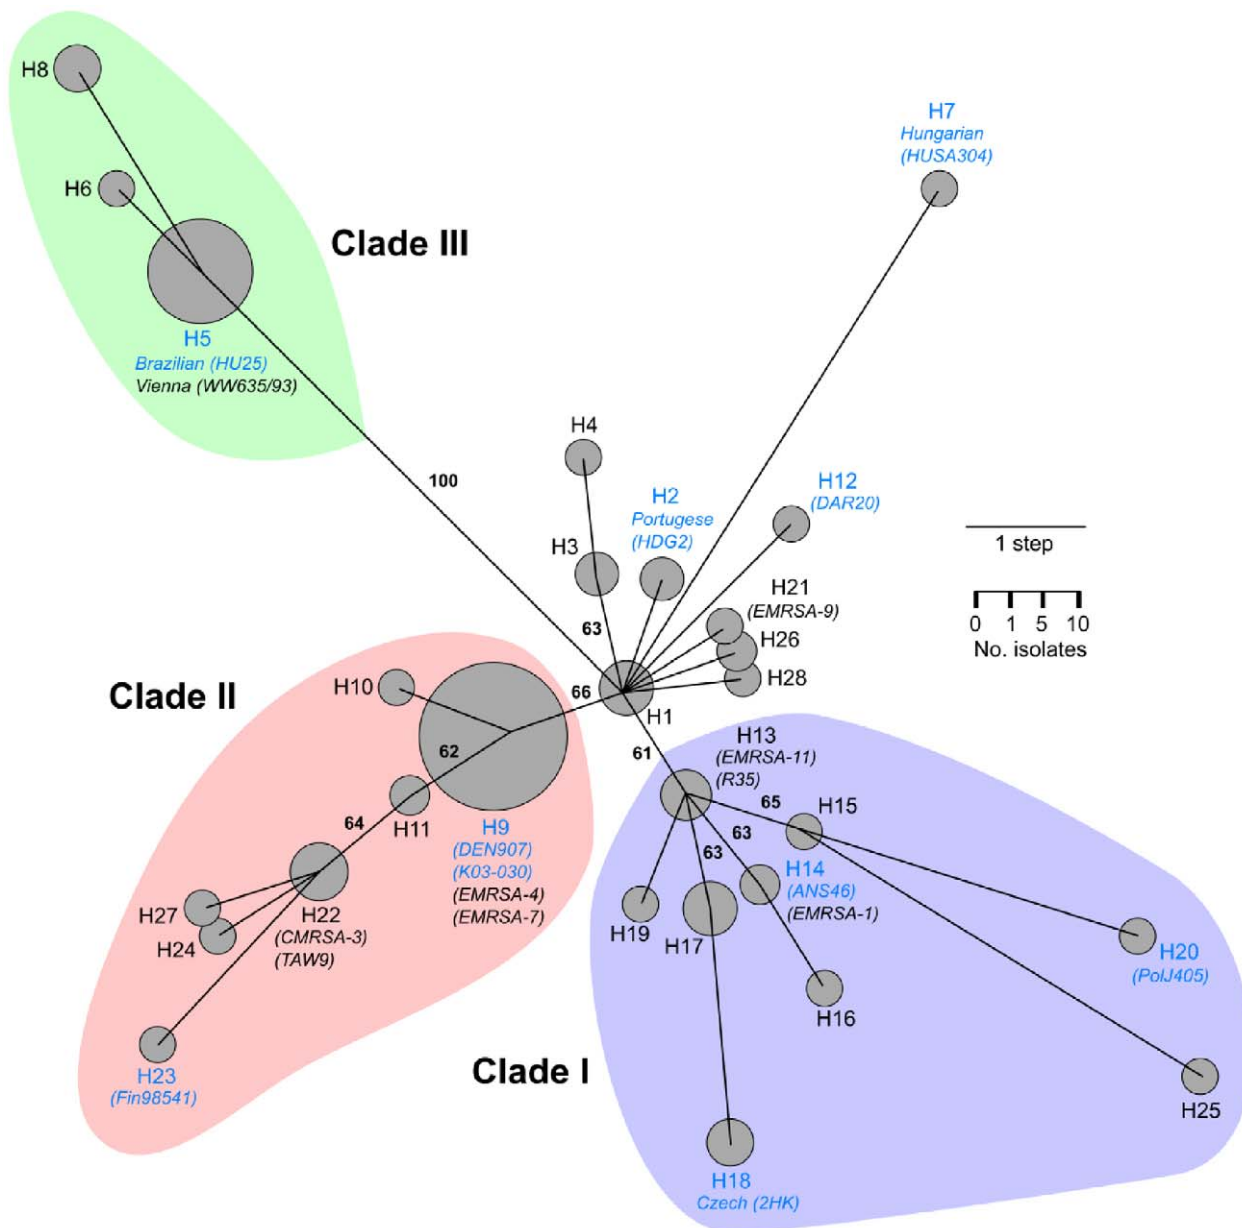 H8
H7
Hungarian
(HUSA304)
H6
Clade III
H5
Brazilian (HU25)
Vienna (WW635/93)
H4
100
H2
Portugese
(HDG2)
H12
(DAR20)
1 step
H3
H21
(EMRSA-9)
0 1 5 10
No. isolates
63
H26
H28
Clade II
H10
66
H1
H13
(EMRSA-11)
(R35)
61
62
65
H15
H11
64
H9
(DEN907)
(K03-030)
(EMRSA-4)
(EMRSA-7)
63
63
H14
(ANS46)
(EMRSA-1)
H27
H24
H22
(CMRSA-3)
(TAW9)
H19
H17
H16
H20
(PolJ405)
Clade I
H23
(Fin98541)
H25
H18
Czech (2HK)